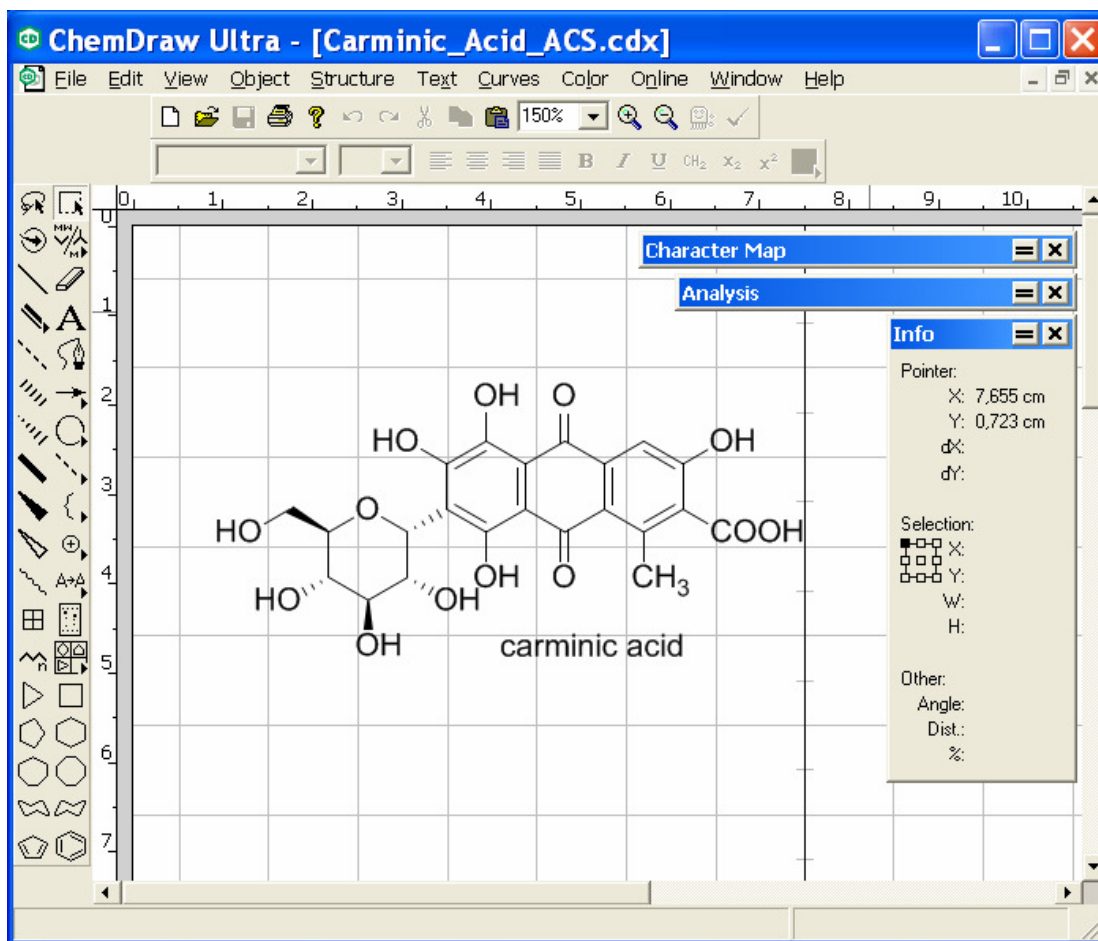 ChemDraw Ultra - [Carminic_Acid_ACS.cdx]
File Edit View Object Structure Text Curves Color Online Window Help
150%
B I U CH₂ X₂ X²
0 1 2 3 4 5 6 7 8 9 10
0
1
2
3
4
5
6
7
MW
M
A
A→A
n
Character Map
Analysis
Info
Pointer:
X: 7,655 cm
Y: 0,723 cm
dX:
dY:
Selection:
X:
Y:
W:
H:
Other:
Angle:
Dist.:
%:
OH O
HO OH
O
HO COOH
OH O CH₃
HO OH
OH
carminic acid